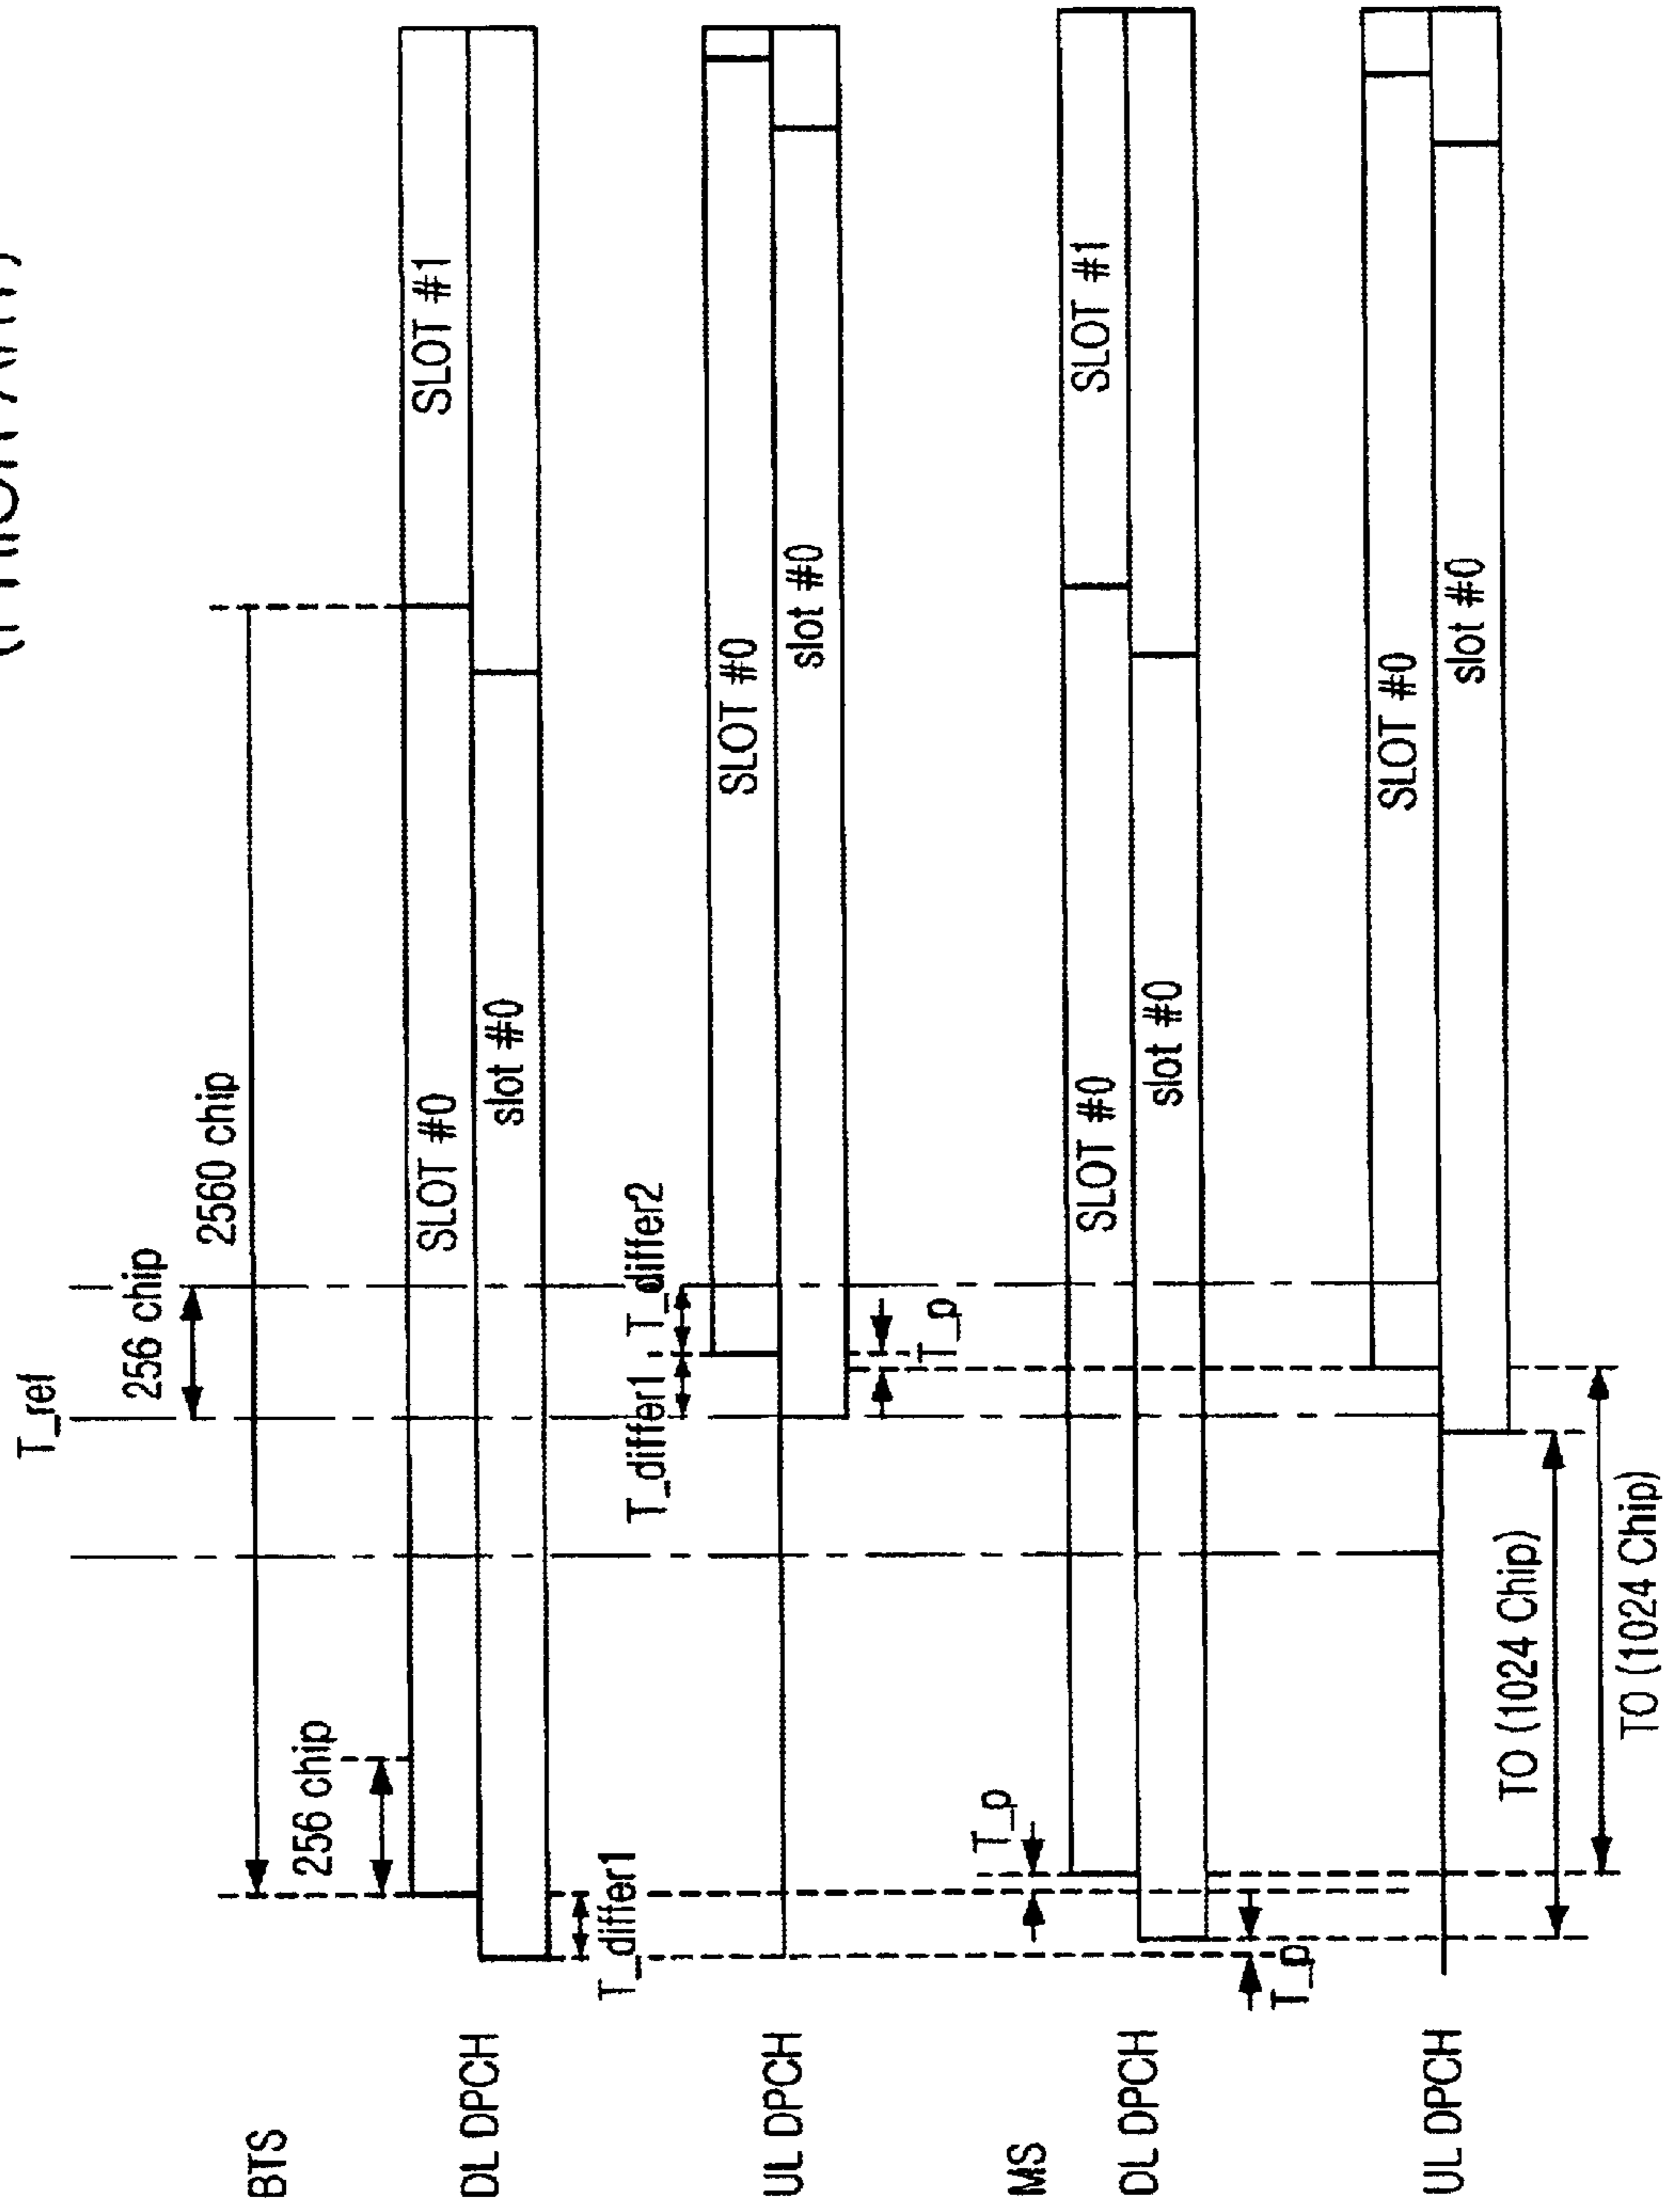 (PRIOR ART)
T_ref
256 chip
2560 chip
256 chip
BTS
SLOT #0
SLOT #1
DL DPCH
slot #0
T_differ1
T_differ1, T_differ2
SLOT #0
UL DPCH
slot #0
T_p
MS
T_p
SLOT #0
SLOT #1
DL DPCH
slot #0
T_p
SLOT #0
UL DPCH
slot #0
TO (1024 Chip)
TO (1024 Chip)